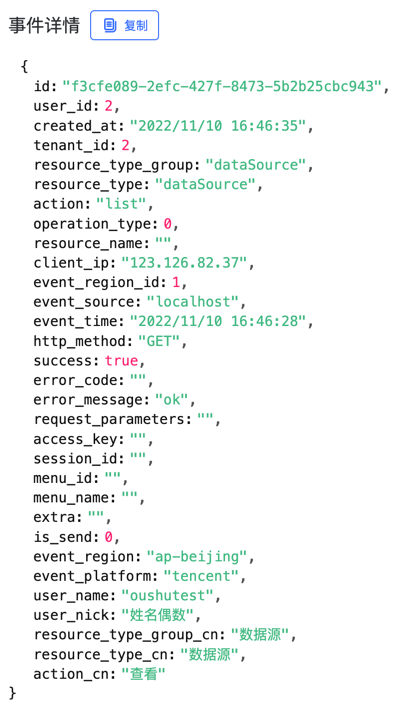 事件详情 复制
{
id:"f3cfe089-2efc-427f-8473-5b2b25cbc943",
user_id:2,
created_at:"2022/11/10 16:46:35",
tenant_id:2,
resource_type_group:"dataSource",
resource_type:"dataSource",
action:"list",
operation_type:0,
resource_name:"",
client_ip:"123.126.82.37",
event_region_id:1,
event_source:"localhost",
event_time:"2022/11/10 16:46:28",
http_method:"GET",
success:true,
error_code:"",
error_message:"ok",
request_parameters:"",
access_key:"",
session_id:"",
menu_id:"",
menu_name:"",
extra:"",
is_send:0,
event_region:"ap-beijing",
event_platform:"tencent",
user_name:"oushutest",
user_nick:"姓名偶数",
resource_type_group_cn:"数据源",
resource_type_cn:"数据源",
action_cn:"查看"
}